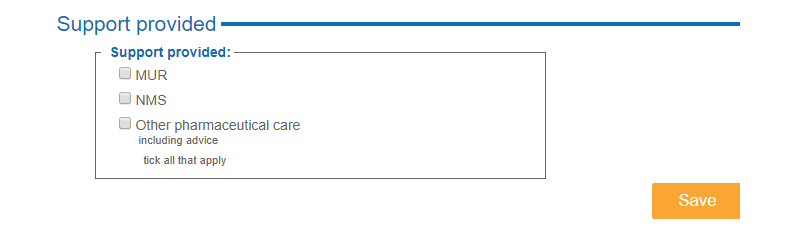 Support provided
Support provided:
MUR
NMS
Other pharmaceutical care
including advice
tick all that apply
Save